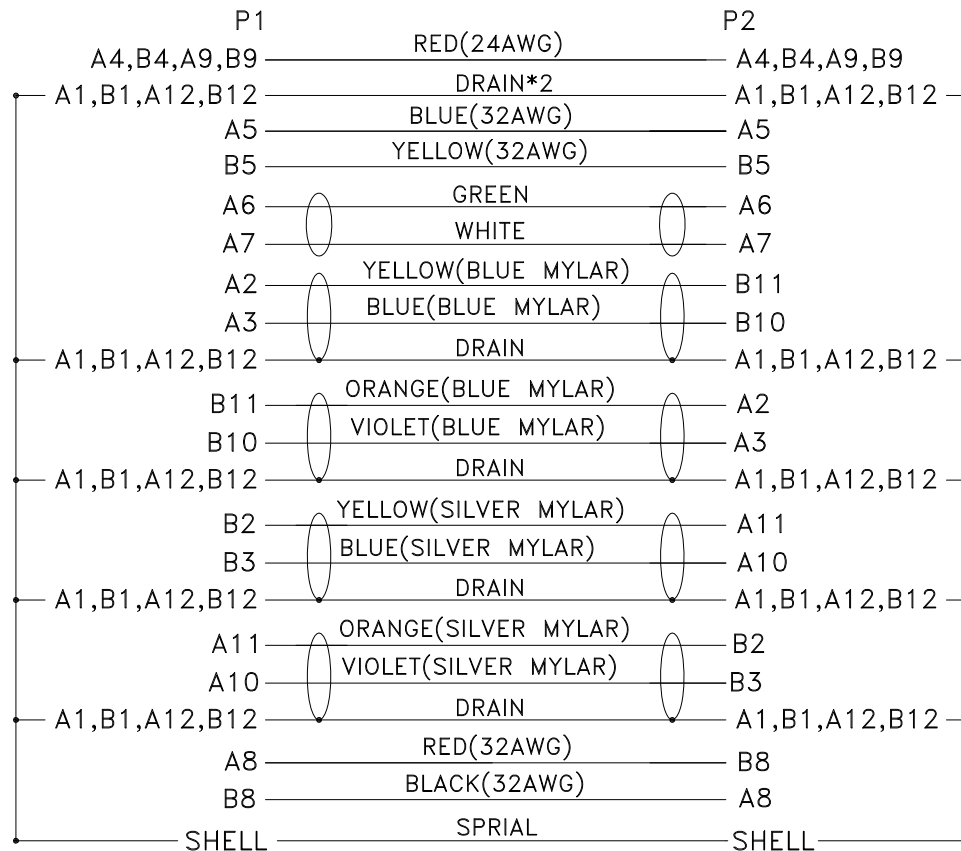 P1 P2
A4,B4,A9,B9 RED(24AWG) A4,B4,A9,B9
A1,B1,A12,B12 DRAIN*2 A1,B1,A12,B12
A5 BLUE(32AWG) A5
B5 YELLOW(32AWG) B5
A6 GREEN A6
A7 WHITE A7
A2 YELLOW(BLUE MYLAR) B11
A3 BLUE(BLUE MYLAR) B10
A1,B1,A12,B12 DRAIN A1,B1,A12,B12
B11 ORANGE(BLUE MYLAR) A2
B10 VIOLET(BLUE MYLAR) A3
A1,B1,A12,B12 DRAIN A1,B1,A12,B12
B2 YELLOW(SILVER MYLAR) A11
B3 BLUE(SILVER MYLAR) A10
A1,B1,A12,B12 DRAIN A1,B1,A12,B12
A11 ORANGE(SILVER MYLAR) B2
A10 VIOLET(SILVER MYLAR) B3
A1,B1,A12,B12 DRAIN A1,B1,A12,B12
A8 RED(32AWG) B8
B8 BLACK(32AWG) A8
SHELL SPRIAL SHELL